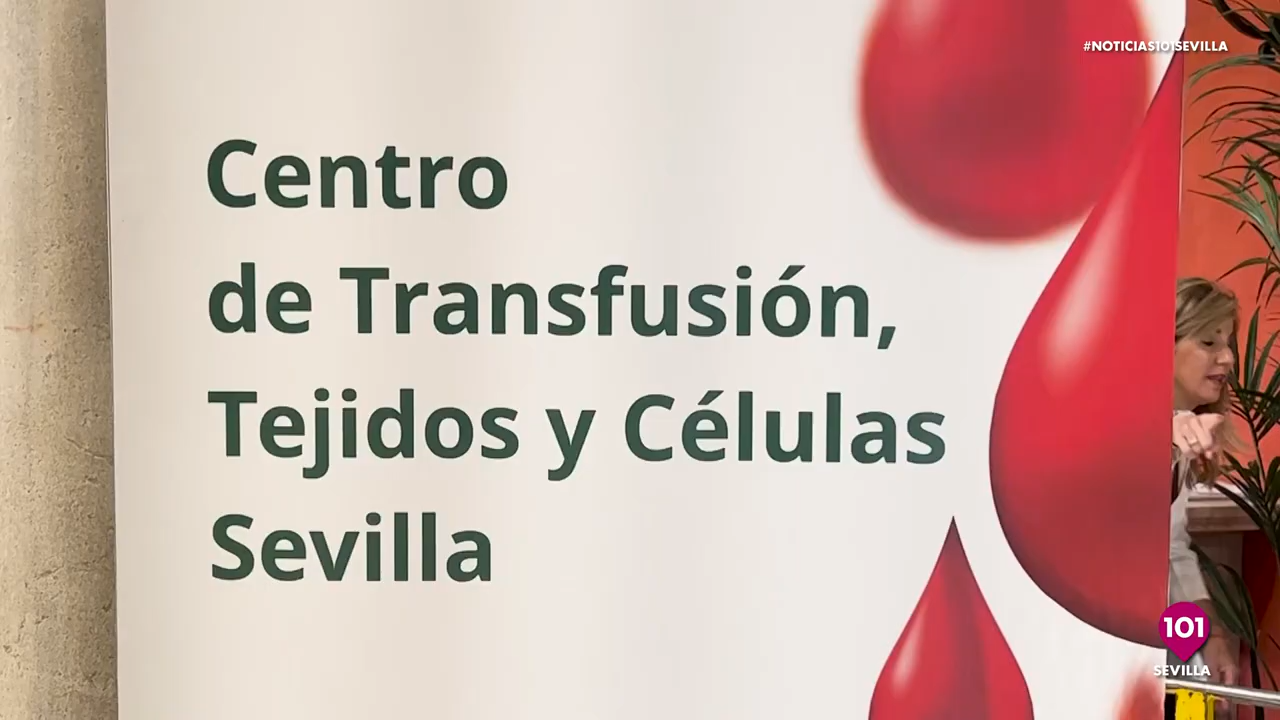 #NOTICIAS101SEVILLA
Centro
de Transfusión,
Tejidos y Células
Sevilla
101
SEVILLA